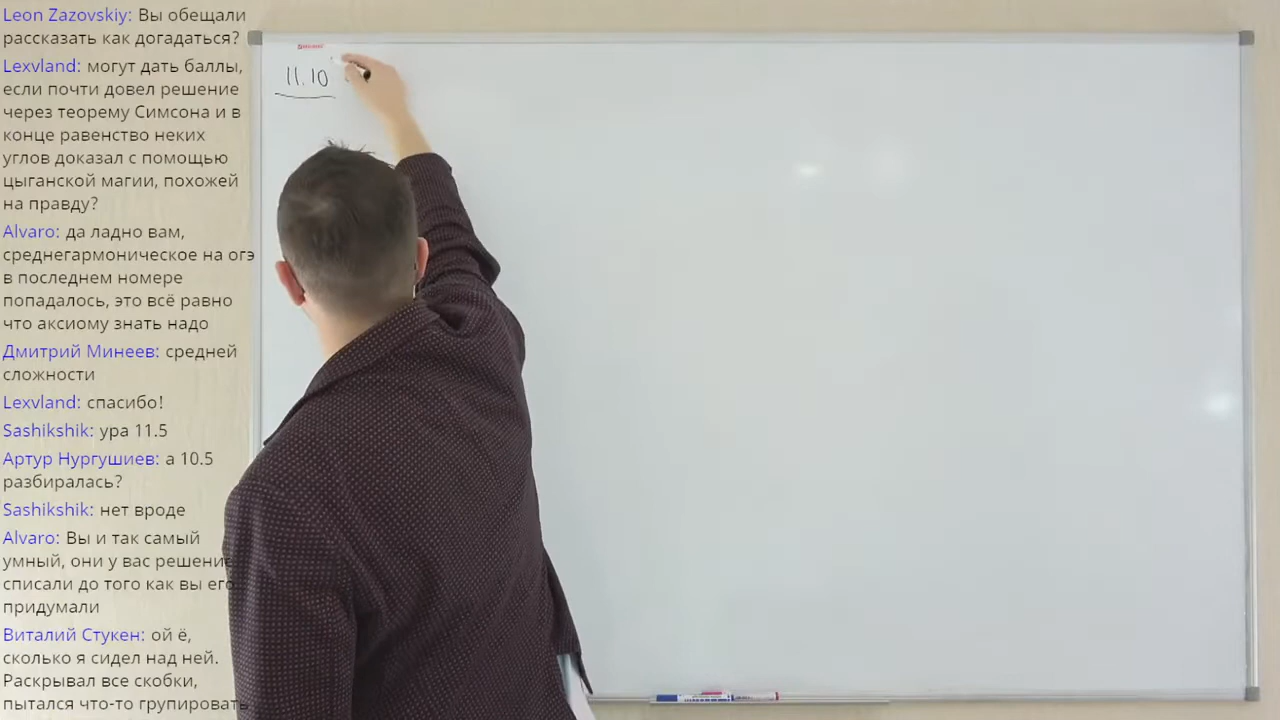 Leon Zazovskiy: Вы обещали
рассказать как догадаться?
Lexvland: могут дать баллы,
если почти довел решение
через теорему Симсона и в
конце равенство неких
углов доказал с помощью
цыганской магии, похожей
на правду?
Alvaro: да ладно вам,
среднегармоническое на огэ
в последнем номере
попадалось, это всё равно
что аксиому знать надо
Дмитрий Минеев: средней
сложности
Lexvland: спасибо!
Sashikshik: ура 11.5
Артур Нургушиев: а 10.5
разбиралась?
Sashikshik: нет вроде
Alvaro: Вы и так самый
умный, они у вас решение
списали до того как вы его
придумали
Виталий Стукен: ой ё,
сколько я сидел над ней.
Раскрывал все скобки,
пытался что-то групировать
11.10